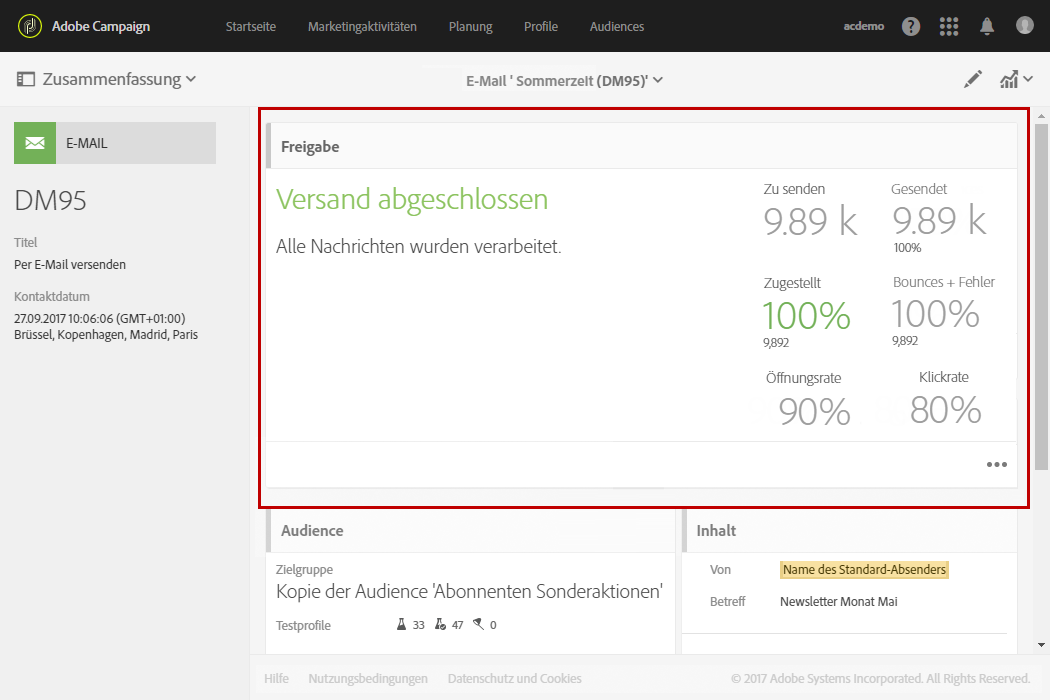 Adobe Campaign Startseite Marketingaktivitäten Planung Profile Audiences acdemo ?
Zusammenfassung E-Mail ' Sommerzeit (DM95)'
E-MAIL
DM95
Titel
Per E-Mail versenden
Kontaktdatum
27.09.2017 10:06:06 (GMT+01:00)
Brüssel, Kopenhagen, Madrid, Paris
Freigabe
Versand abgeschlossen
Alle Nachrichten wurden verarbeitet.
Zu senden Gesendet
9.89 k 9.89 k
100%
Zugestellt Bounces + Fehler
100% 100%
9,892 9,892
Öffnungsrate Klickrate
90% 80%
Audience
Zielgruppe
Kopie der Audience 'Abonnenten Sonderaktionen'
Testprofile 33 47 0
Inhalt
Von Name des Standard-Absenders
Betreff Newsletter Monat Mai
Hilfe Nutzungsbedingungen Datenschutz und Cookies © 2017 Adobe Systems Incorporated. All Rights Reserved.